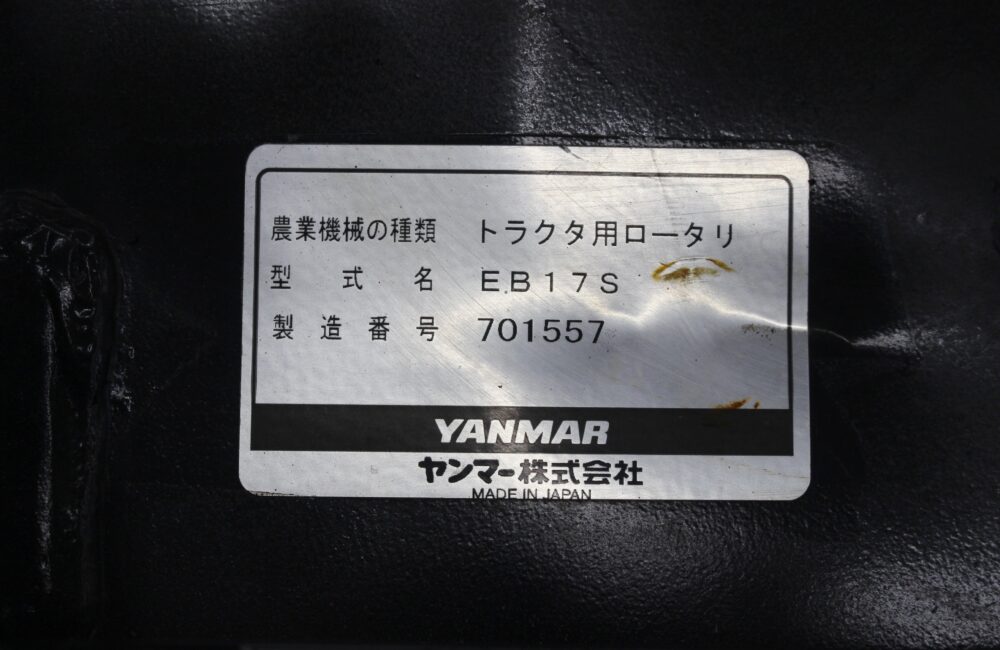 農業機械の種類 トラクタ用ロータリ
型式名 EB17S
製造番号 701557
YANMAR
ヤンマー株式会社
MADE IN JAPAN